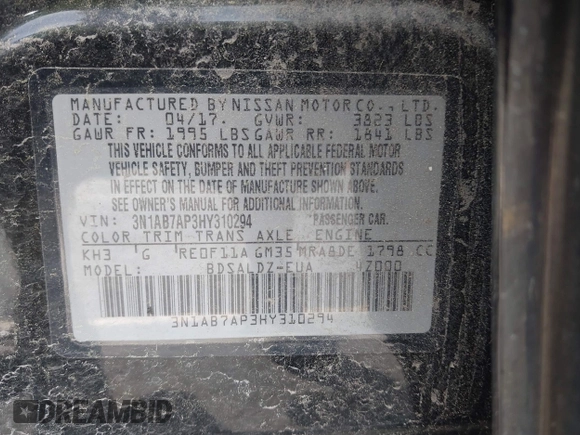 MANUFACTURED BY NISSAN MOTOR CO., LTD.
DATE: 04/17. GVWR: 3823 LBS
GAWR FR: 1995 LBS GAWR RR: 1841 LBS
THIS VEHICLE CONFORMS TO ALL APPLICABLE FEDERAL MOTOR
VEHICLE SAFETY, BUMPER AND THEFT PREVENTION STANDARDS
IN EFFECT ON THE DATE OF MANUFACTURE SHOWN ABOVE.
SEE OWNER'S MANUAL FOR ADDITIONAL INFORMATION.
VIN: 3N1AB7AP3HY310294 PASSENGER CAR.
COLOR TRIM TRANS AXLE ENGINE
KH3 G RE0F11A GM35 MRA8DE 1798 CC
MODEL: BDSALDZ-EUA 4Z000
3N1AB7AP3HY310294
DREAMBID